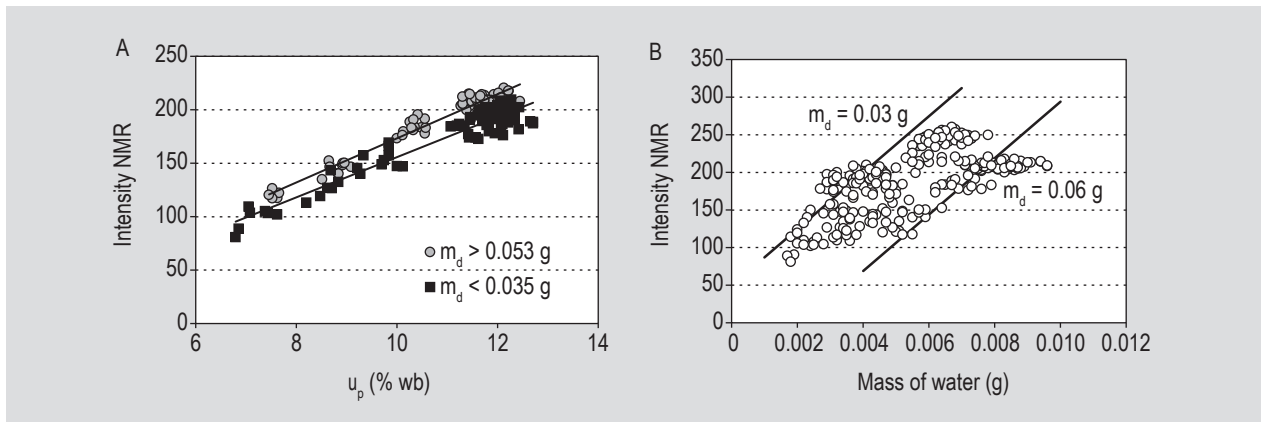 A
Intensity NMR
250
200
150
100
50
0
6 8 10 12 14
u_p (% wb)
m_d > 0.053 g
m_d < 0.035 g
B
Intensity NMR
350
300
250
200
150
100
50
0
0 0.002 0.004 0.006 0.008 0.010 0.012
Mass of water (g)
m_d = 0.03 g
m_d = 0.06 g